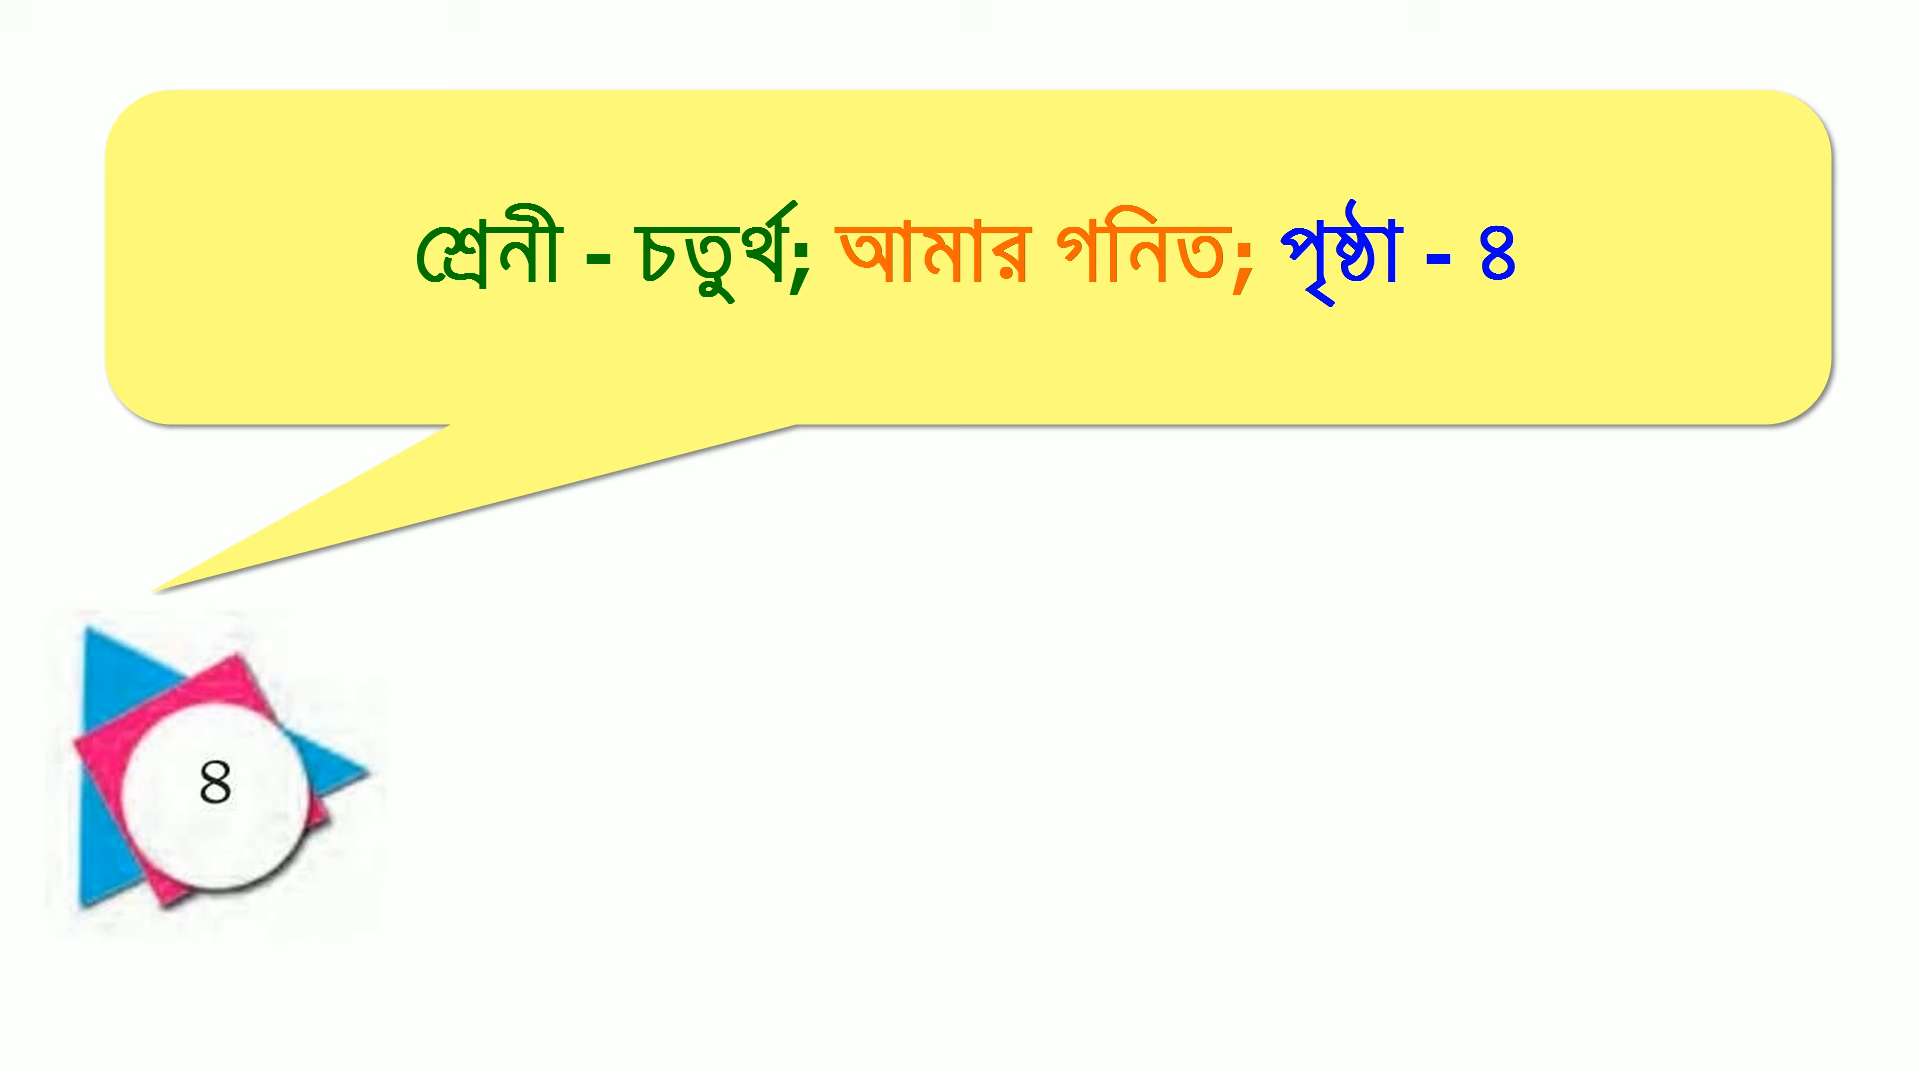 শ্রেনী - চতুর্থ; আমার গনিত; পৃষ্ঠা - ৪
৪